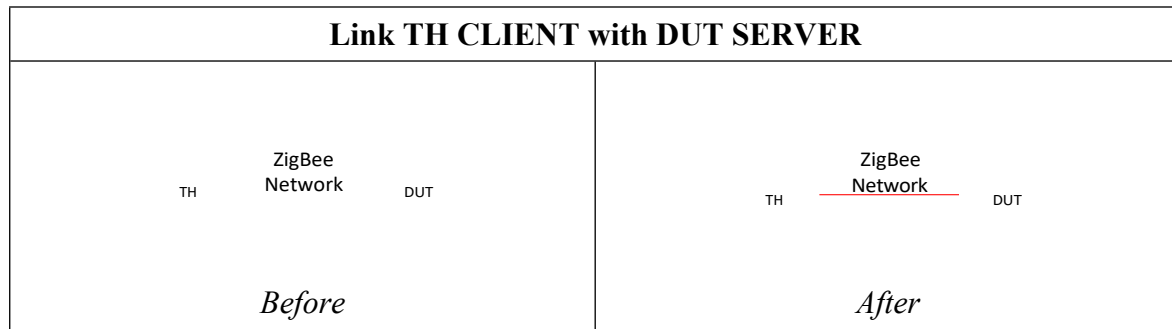 Link TH CLIENT with DUT SERVER
ZigBee
Network
TH
DUT
Before
ZigBee
Network
TH
DUT
After